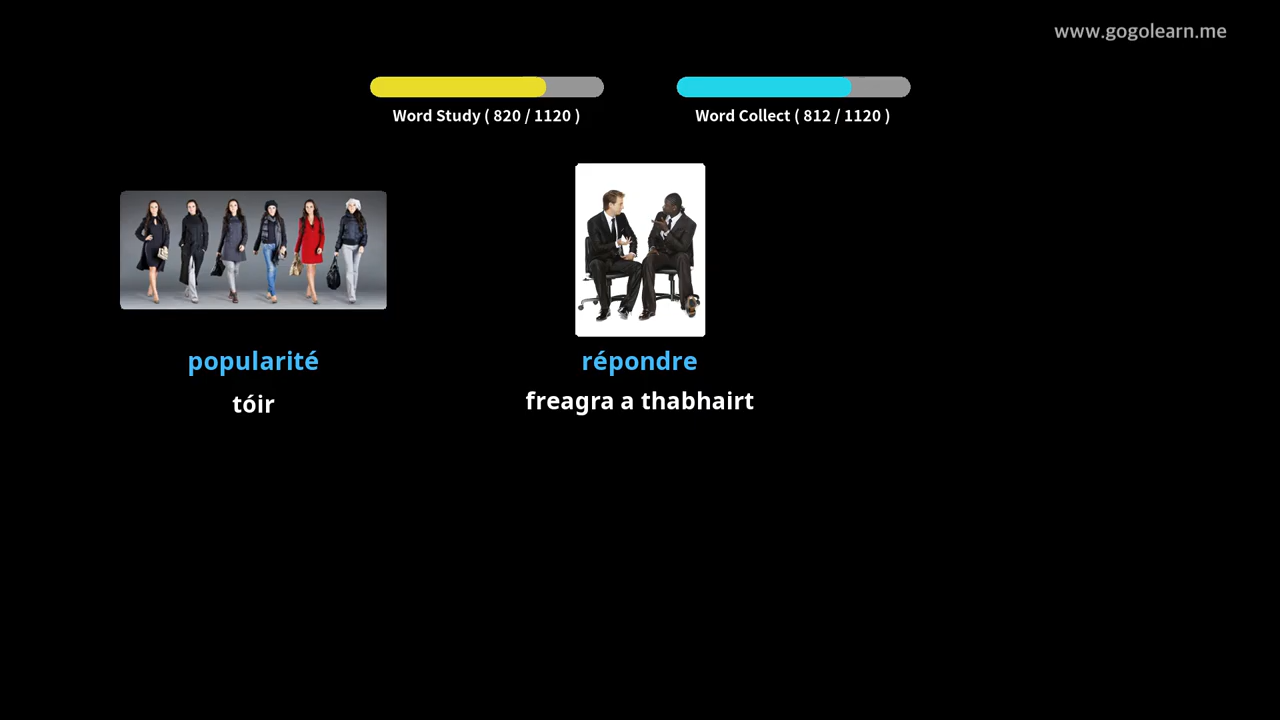 www.gogolearn.me
Word Study ( 820 / 1120 )
Word Collect ( 812 / 1120 )
popularité
tóir
répondre
freagra a thabhairt